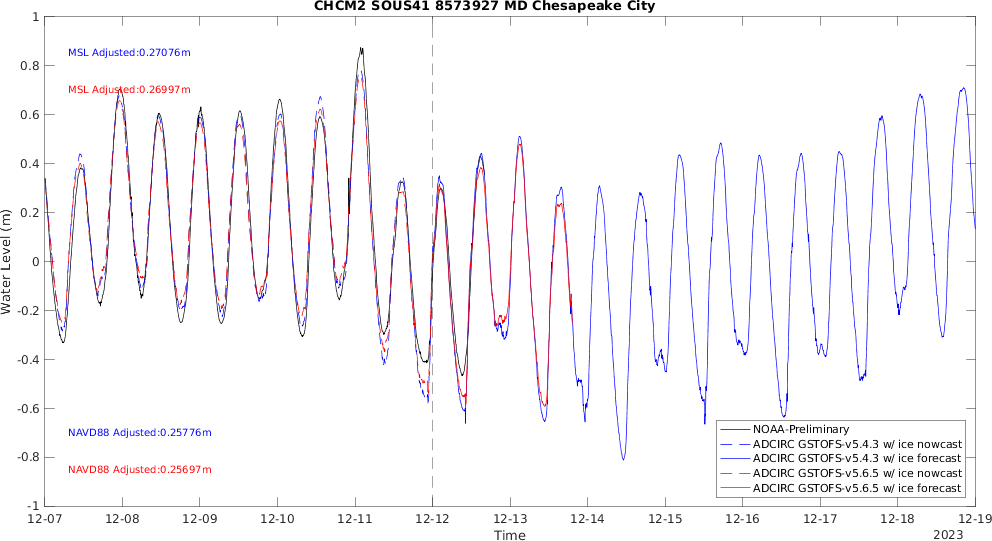 CHCM2 SOUS41 8573927 MD Chesapeake City
1
0.8
0.6
0.4
0.2
0
-0.2
-0.4
-0.6
-0.8
-1
Water Level (m)
MSL Adjusted:0.27076m
MSL Adjusted:0.26997m
NAVD88 Adjusted:0.25776m
NAVD88 Adjusted:0.25697m
NOAA-Preliminary
ADCIRC GSTOFS-v5.4.3 w/ ice nowcast
ADCIRC GSTOFS-v5.4.3 w/ ice forecast
ADCIRC GSTOFS-v5.6.5 w/ ice nowcast
ADCIRC GSTOFS-v5.6.5 w/ ice forecast
12-07 12-08 12-09 12-10 12-11 12-12 12-13 12-14 12-15 12-16 12-17 12-18 12-19
Time
2023